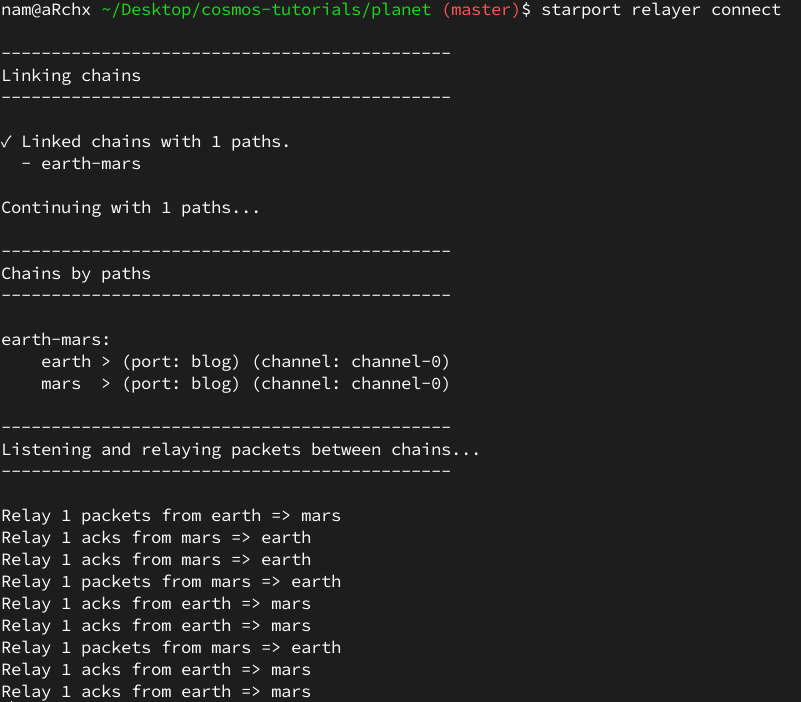 nam@aRchx ~/Desktop/cosmos-tutorials/planet (master)$ starport relayer connect
---------------------------------------------
Linking chains
---------------------------------------------
✓ Linked chains with 1 paths.
  - earth-mars
Continuing with 1 paths...
---------------------------------------------
Chains by paths
---------------------------------------------
earth-mars:
    earth > (port: blog) (channel: channel-0)
    mars  > (port: blog) (channel: channel-0)
---------------------------------------------
Listening and relaying packets between chains...
---------------------------------------------
Relay 1 packets from earth => mars
Relay 1 acks from mars => earth
Relay 1 acks from mars => earth
Relay 1 packets from mars => earth
Relay 1 acks from earth => mars
Relay 1 acks from earth => mars
Relay 1 packets from mars => earth
Relay 1 acks from earth => mars
Relay 1 acks from earth => mars